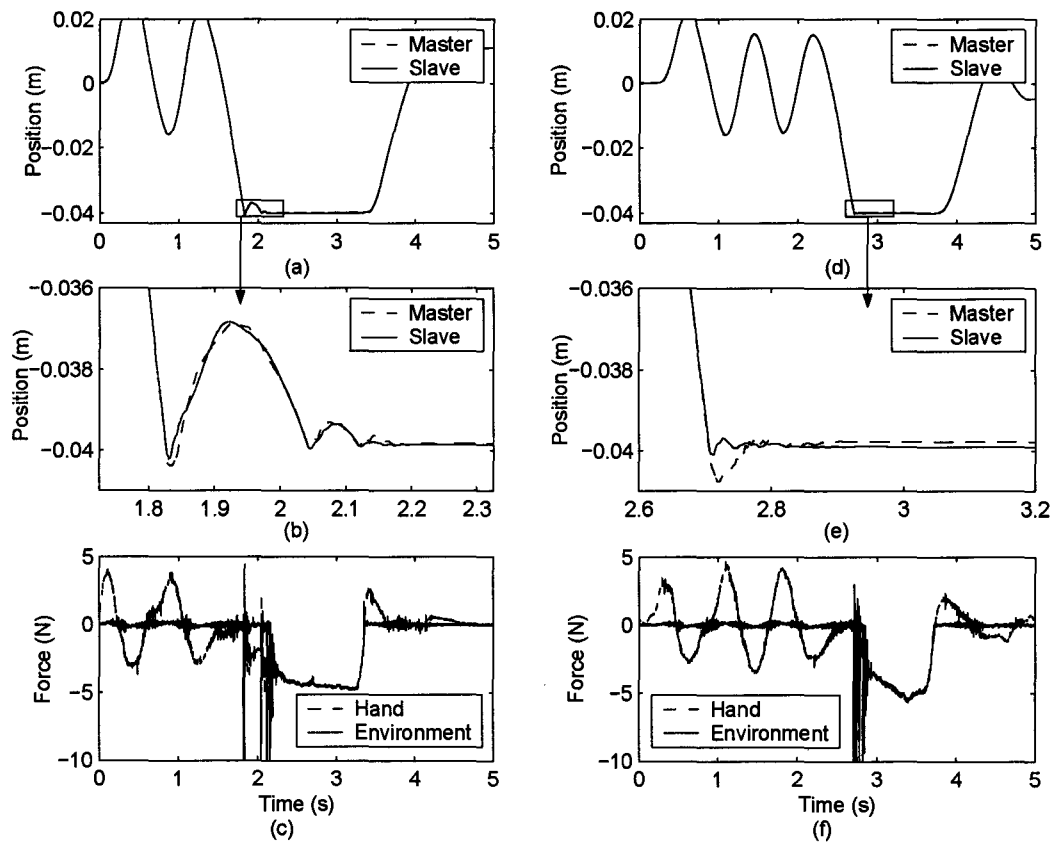 0.02
0
−0.02
−0.04
Position (m)
Master
Slave
0 1 2 3 4 5
(a)
0.02
0
−0.02
−0.04
Position (m)
Master
Slave
0 1 2 3 4 5
(d)
−0.036
−0.038
−0.04
Position (m)
Master
Slave
1.8 1.9 2 2.1 2.2 2.3
(b)
−0.036
−0.038
−0.04
Position (m)
Master
Slave
2.6 2.8 3 3.2
(e)
5
0
−5
−10
Force (N)
Hand
Environment
0 1 2 3 4 5
Time (s)
(c)
5
0
−5
−10
Force (N)
Hand
Environment
0 1 2 3 4 5
Time (s)
(f)